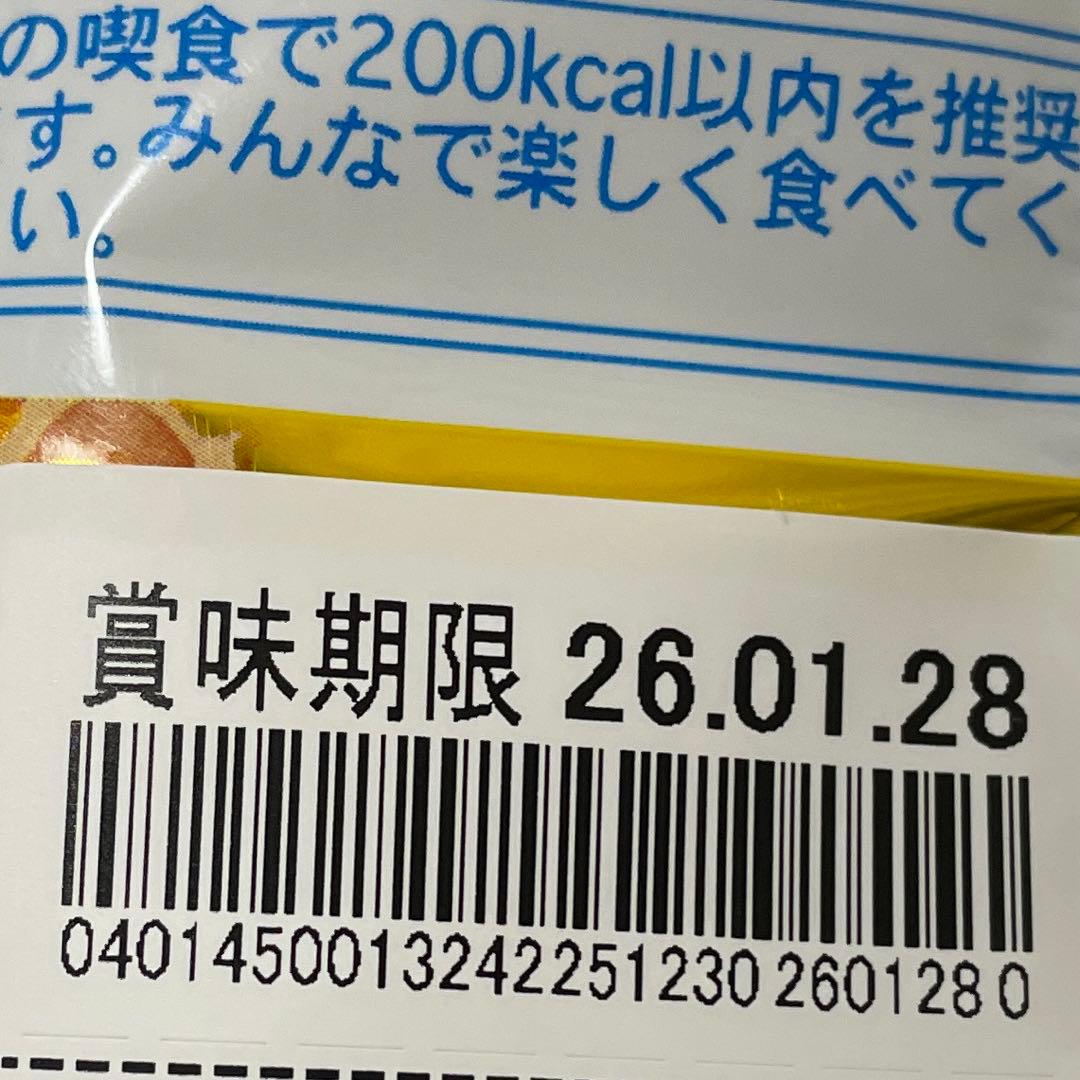 の喫食で200kcal以内を推奨
す。みんなで楽しく食べてく
い。
賞味期限 26.01.28
0401450013242251230 260128 0